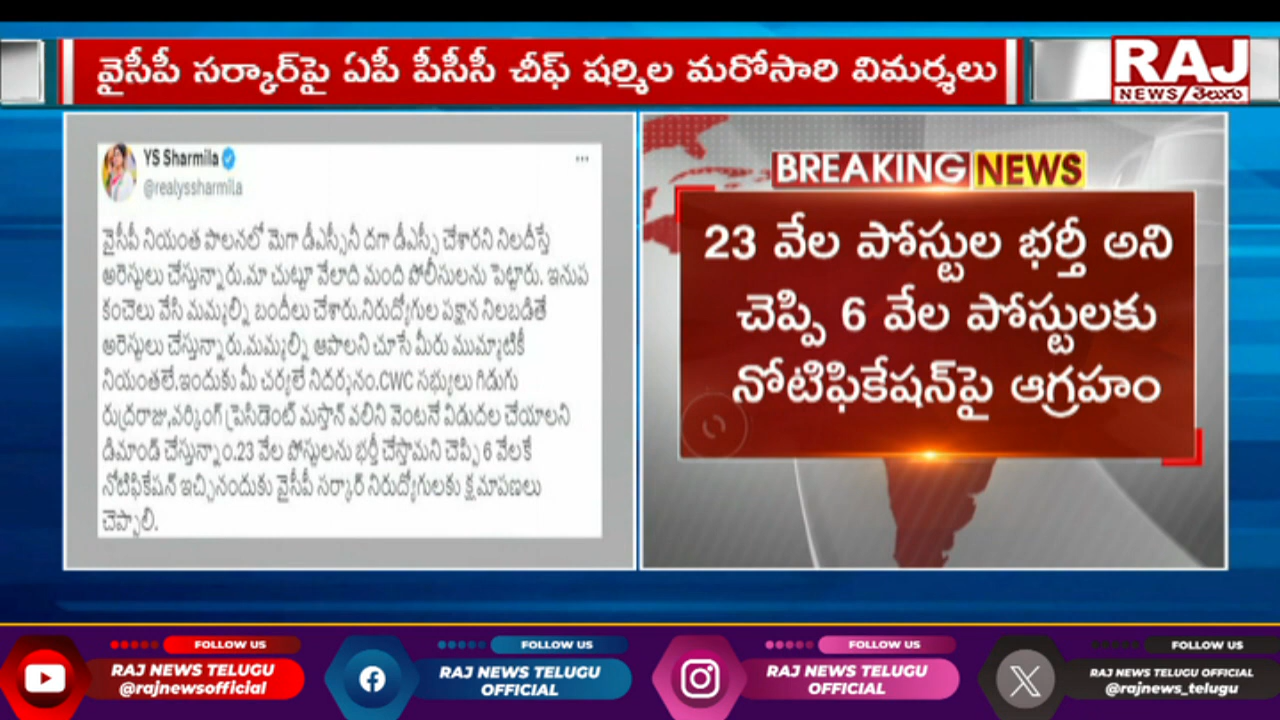 వైసీపీ సర్కార్‌పై ఏపీ పీసీసీ చీఫ్ షర్మిల మరోసారి విమర్శలు
RAJ
NEWS తెలుగు
YS Sharmila
@realyssharmila
వైసీపీ నియంత పాలనలో మెగా డీఎస్సీనీ దగా డీఎస్సీ చేశారని నిలదీస్తే
అరెస్టులు చేస్తున్నారు.మా చుట్టూ వేలాది మంది పోలీసులను పెట్టారు. ఇనుప
కంచెలు వేసి మమ్మల్ని బందీలు చేశారు.నిరుద్యోగుల పక్షాన నిలబడితే
అరెస్టులు చేస్తున్నారు.మమ్మల్ని ఆపాలని చూసే మీరు ముమ్మాటికీ
నియంతలే.ఇందుకు మీ చర్యలే నిదర్శనం.CWC సభ్యులు గిడుగు
రుద్రరాజు,వర్కింగ్ ప్రెసిడెంట్ మస్తాన్ వలిని వెంటనే విడుదల చేయాలని
డిమాండ్ చేస్తున్నాం.23 వేల పోస్టులను భర్తీ చేస్తామని చెప్పి 6 వేలకే
నోటిఫికేషన్ ఇచ్చినందుకు వైసీపీ సర్కార్ నిరుద్యోగులకు క్షమాపణలు
చెప్పాలి.
BREAKING NEWS
23 వేల పోస్టుల భర్తీ అని
చెప్పి 6 వేల పోస్టులకు
నోటిఫికేషన్‌పై ఆగ్రహం
FOLLOW US
RAJ NEWS TELUGU
@rajnewsofficial
FOLLOW US
RAJ NEWS TELUGU
OFFICIAL
FOLLOW US
RAJ NEWS TELUGU
OFFICIAL
FOLLOW US
RAJ NEWS TELUGU OFFICIAL
@rajnews_telugu